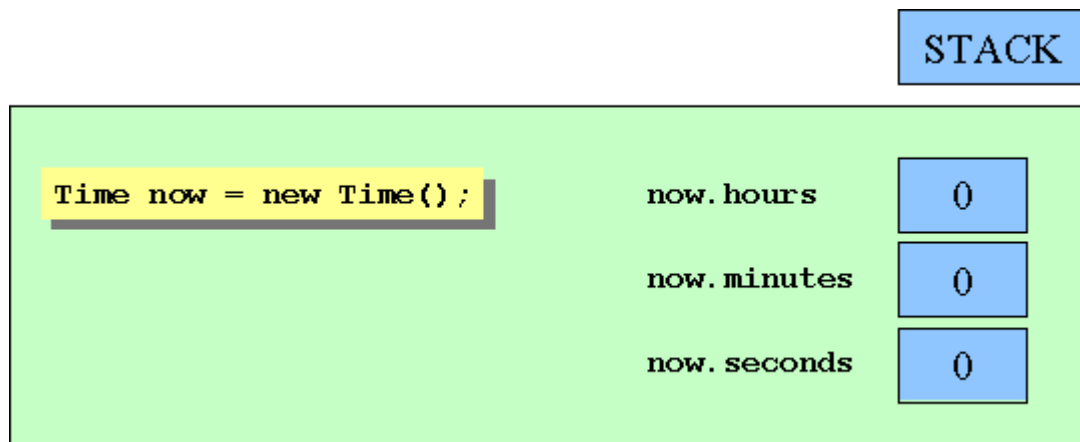 STACK
Time now = new Time();
now.hours 0
now.minutes 0
now.seconds 0